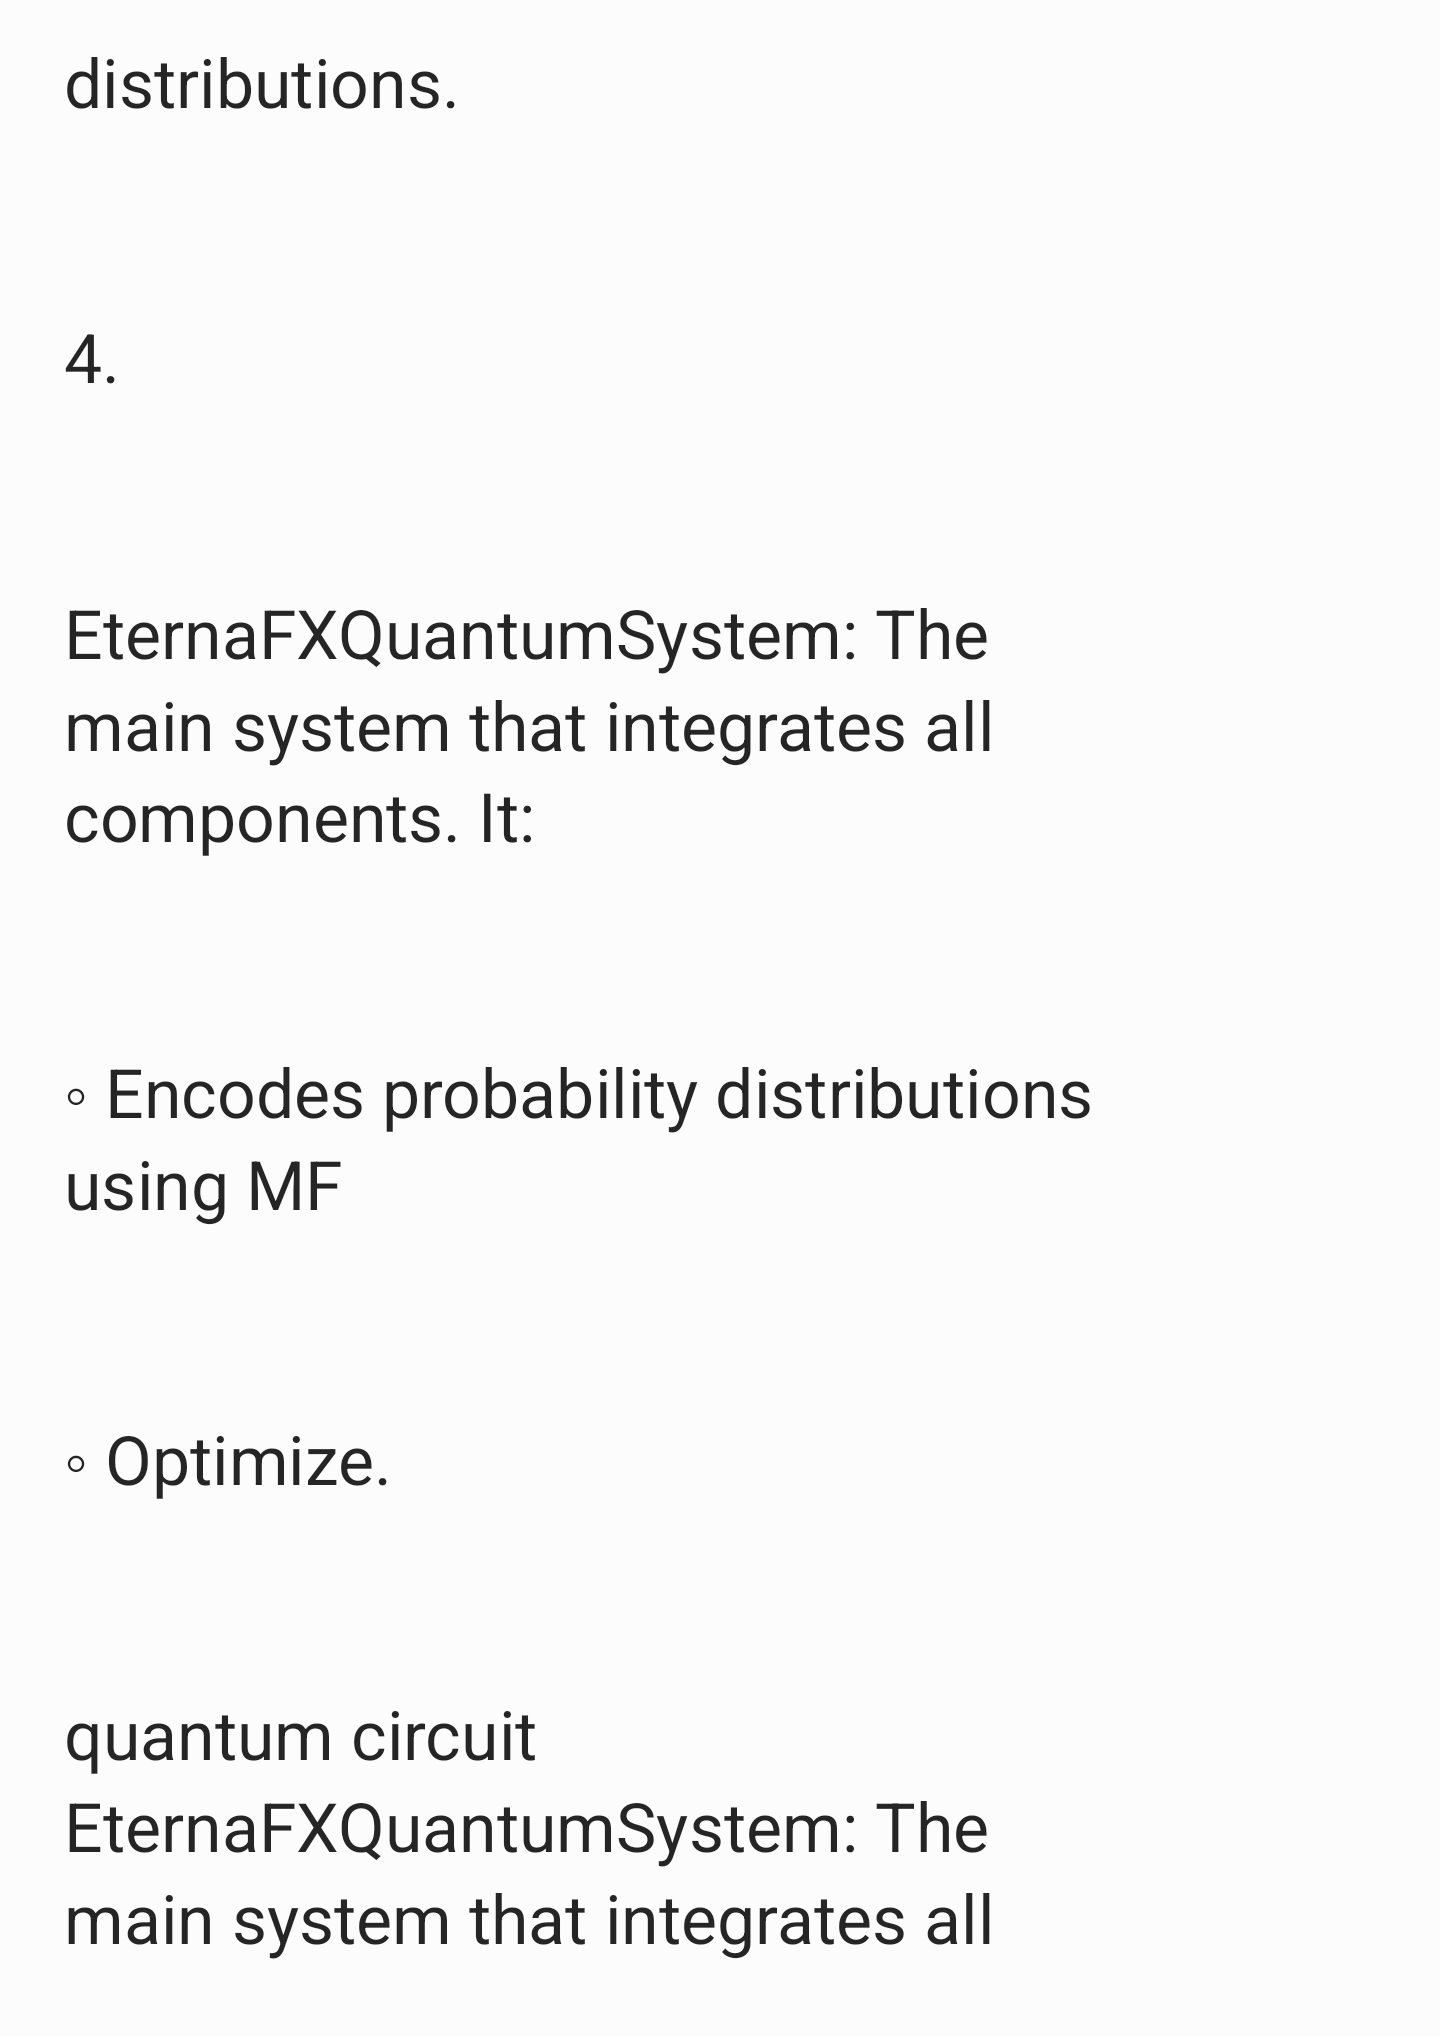 distributions.
4.
EternaFXQuantumSystem: The
main system that integrates all
components. It:
◦ Encodes probability distributions
using MF
◦ Optimize.
quantum circuit
EternaFXQuantumSystem: The
main system that integrates all